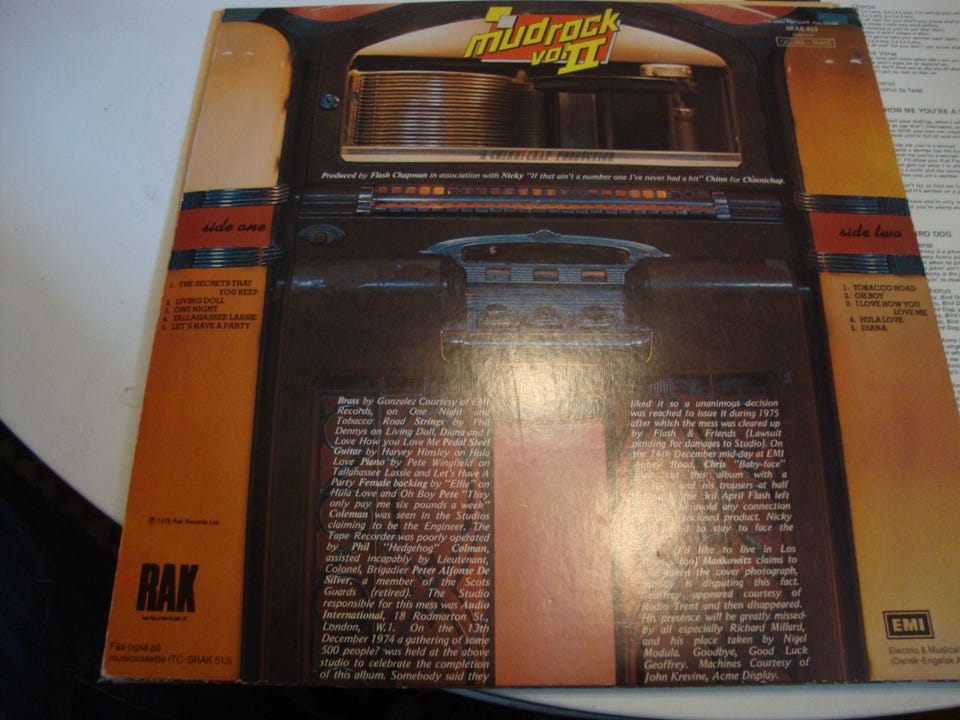 mudrock
vol II
SRAK 513
A CHINNICHAP PRODUCTION
Produced by Flash Chapman in association with Nicky "If that ain't a number one I've never had a hit" Chinn for Chinnichap.
side one
1. THE SECRETS THAT
YOU KEEP
2. LIVING DOLL
3. ONE NIGHT
4. TALLAHASSEE LASSIE
5. LET'S HAVE A PARTY
side two
1. TOBACCO ROAD
2. OH BOY
3. I LOVE HOW YOU
LOVE ME
4. HULA LOVE
5. DIANA
Brass by Gonzalez Courtesy of EMI
Records, on One Night and
Tobacco Road Strings by Phil
Dennys on Living Doll, Diana and I
Love How you Love Me Pedal Steel
Guitar by Harvey Hinsley on Hula
Love Piano by Pete Wingfield on
Tallahassee Lassie and Let's Have A
Party Female backing by "Ellie" on
Hula Love and Oh Boy Pete "They
only pay me six pounds a week"
Coleman was seen in the Studios
claiming to be the Engineer. The
Tape Recorder was poorly operated
by Phil "Hedgehog" Colman,
assisted incapably by Lieutenant,
Colonel, Brigadier Peter Alfonse De
Silver, a member of the Scots
Guards (retired). The Studio
responsible for this mess was Audio
International, 18 Rodmarton St.,
London, W.1. On the 13th
December 1974 a gathering of some
500 people? was held at the above
studio to celebrate the completion
of this album. Somebody said they
liked it so a unanimous decision
was reached to issue it during 1975
after which the mess was cleared up
by Flash & Friends (Lawsuit
pending for damages to Studio). On
the 14th December mid-day at EMI
Abbey Road, Chris "Baby-face"
cut this album with a
and his trousers at half
the 3rd April Flash left
to avoid any connection
enclosed product. Nicky
to stay to face the
(I'd like to live in Los
too) Mankowitz claims to
have taken the cover photograph,
nobody is disputing this fact.
Geoffrey appeared courtesy of
Radio Trent and then disappeared.
His presence will be greatly missed
by all especially Richard Millard,
and his place taken by Nigel
Modula. Goodbye, Good Luck
Geoffrey. Machines Courtesy of
John Krevine, Acme Display.
℗ 1975 Rak Records Ltd
RAK
Fås også på
musicassette (TC-SRAK 513)
EMI
Electric & Musical
(Dansk-Engelsk A